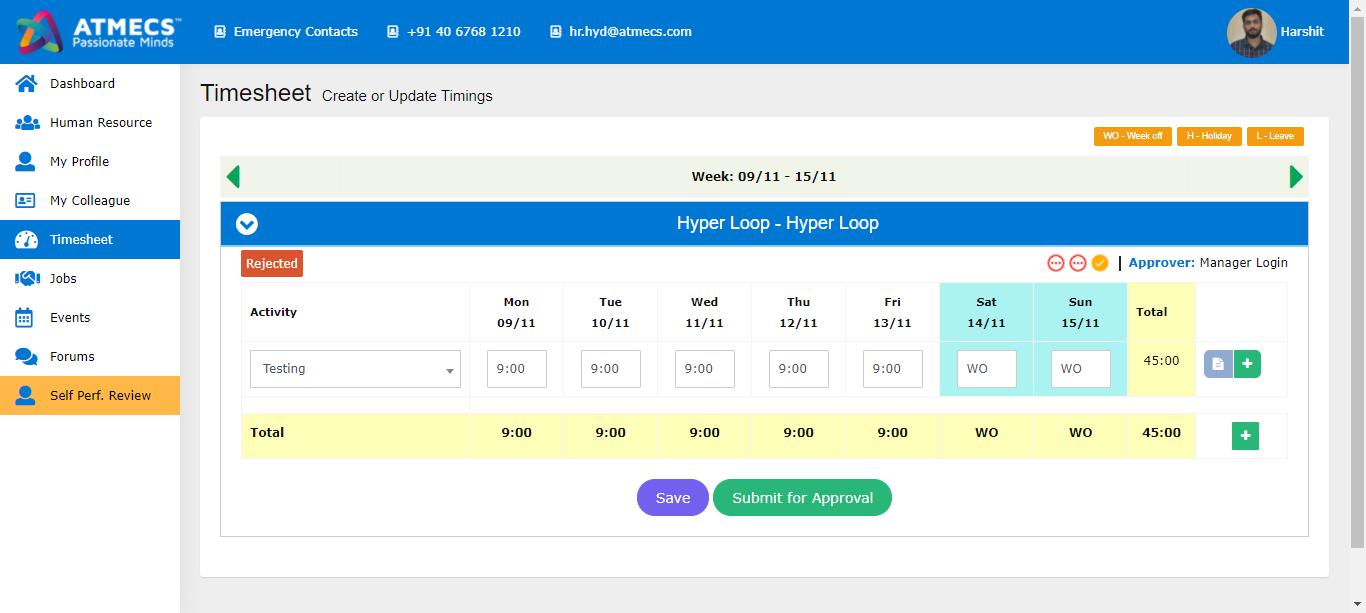 ATMECS™
Passionate Minds
Emergency Contacts
+91 40 6768 1210
hr.hyd@atmecs.com
Harshit
Dashboard
Human Resource
My Profile
My Colleague
Timesheet
Jobs
Events
Forums
Self Perf. Review
Timesheet Create or Update Timings
WO - Week off H - Holiday L - Leave
Week: 09/11 - 15/11
Hyper Loop - Hyper Loop
Rejected
Approver: Manager Login
Activity Mon Tue Wed Thu Fri Sat Sun Total
09/11 10/11 11/11 12/11 13/11 14/11 15/11
Testing 9:00 9:00 9:00 9:00 9:00 WO WO 45:00
Total 9:00 9:00 9:00 9:00 9:00 WO WO 45:00
Save Submit for Approval